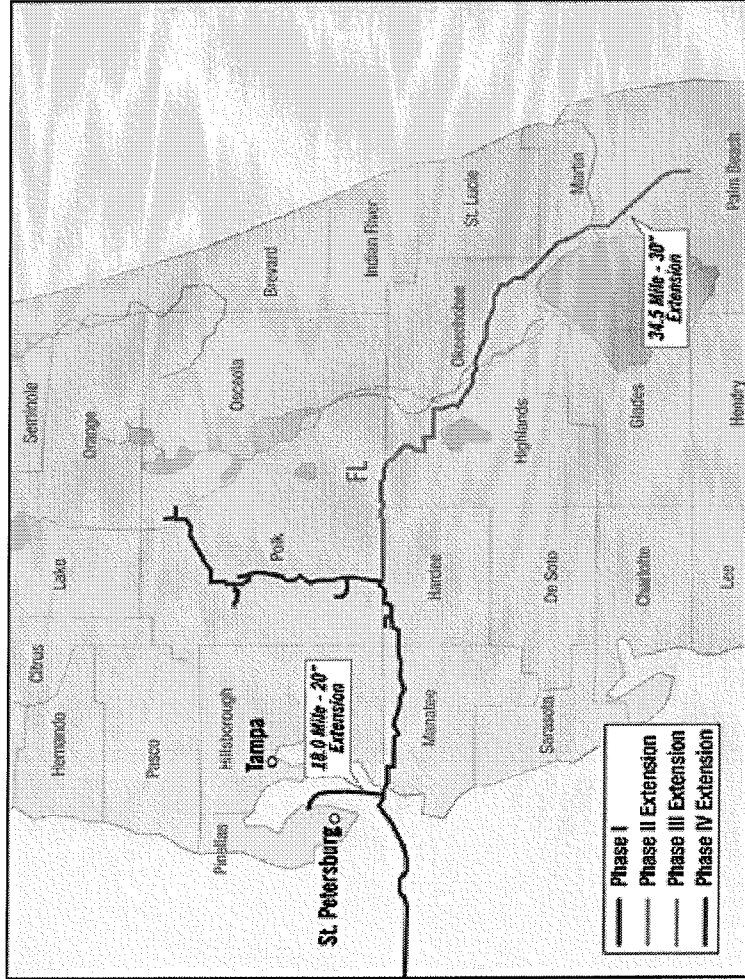 Citrus
Lake
Seminole
Hernando
Orange
Pasco
Brevard
Osceola
Hillsborough
Polk
Tampa
Pinellas
Indian River
18.0 Mile - 20"
Extension
FL
St. Petersburg
Okeechobee
St. Lucie
Manatee
Hardee
Highlands
Sarasota
De Soto
Martin
34.5 Mile - 30"
Extension
Charlotte
Glades
Lee
Hendry
Palm Beach
Phase I
Phase II Extension
Phase III Extension
Phase IV Extension